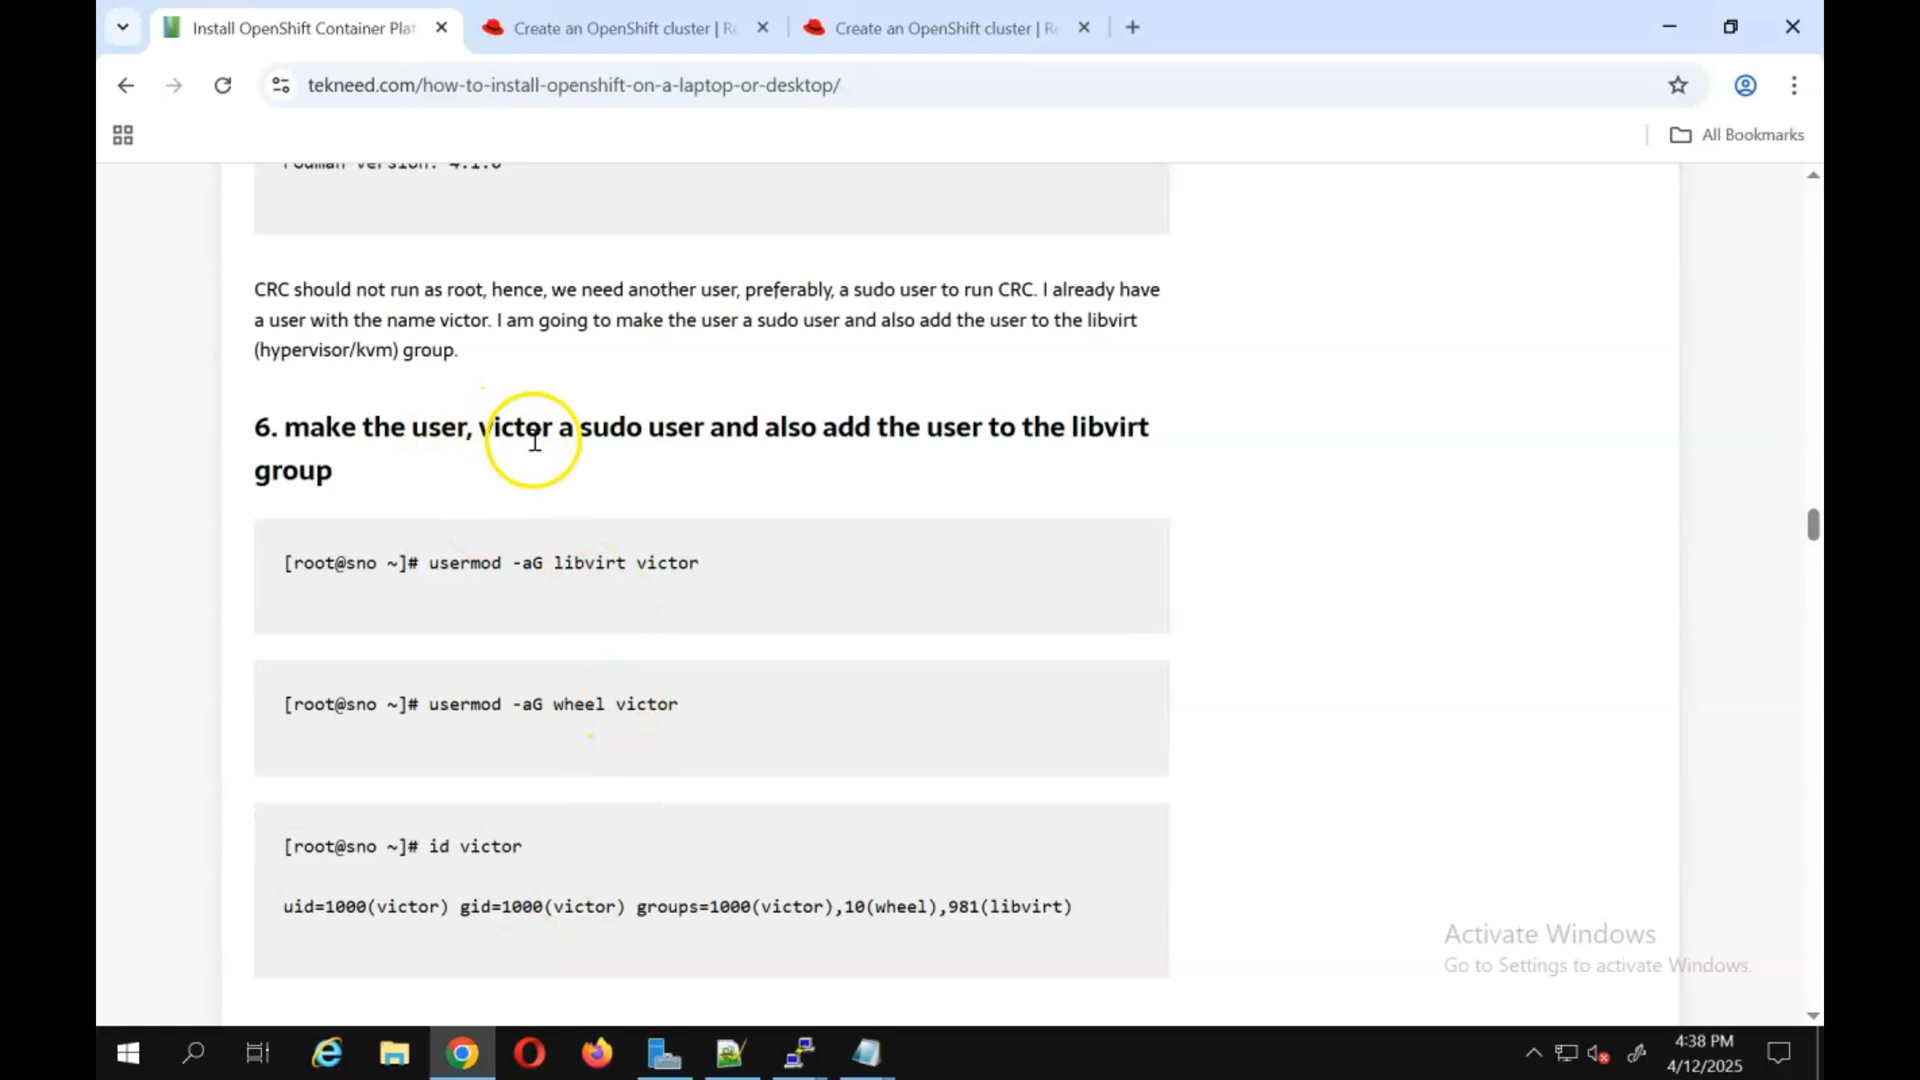 Install OpenShift Container Plat
Create an OpenShift cluster | Re
Create an OpenShift cluster | Re
tekneed.com/how-to-install-openshift-on-a-laptop-or-desktop/
All Bookmarks
CRC should not run as root, hence, we need another user, preferably, a sudo user to run CRC. I already have
a user with the name victor. I am going to make the user a sudo user and also add the user to the libvirt
(hypervisor/kvm) group.
6. make the user, victor a sudo user and also add the user to the libvirt
group
[root@sno ~]# usermod -aG libvirt victor
[root@sno ~]# usermod -aG wheel victor
[root@sno ~]# id victor
uid=1000(victor) gid=1000(victor) groups=1000(victor),10(wheel),981(libvirt)
Activate Windows
Go to Settings to activate Windows.
4:38 PM
4/12/2025